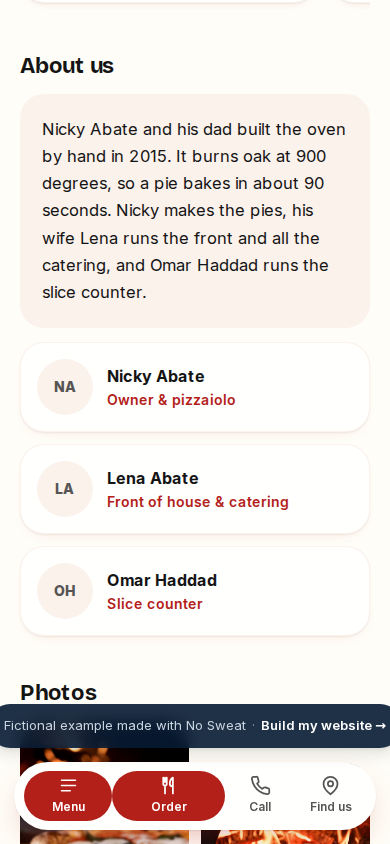 About us
Nicky Abate and his dad built the oven
by hand in 2015. It burns oak at 900
degrees, so a pie bakes in about 90
seconds. Nicky makes the pies, his
wife Lena runs the front and all the
catering, and Omar Haddad runs the
slice counter.
NA
Nicky Abate
Owner & pizzaiolo
LA
Lena Abate
Front of house & catering
OH
Omar Haddad
Slice counter
Photos
Fictional example made with No Sweat · Build my website →
Menu
Order
Call
Find us